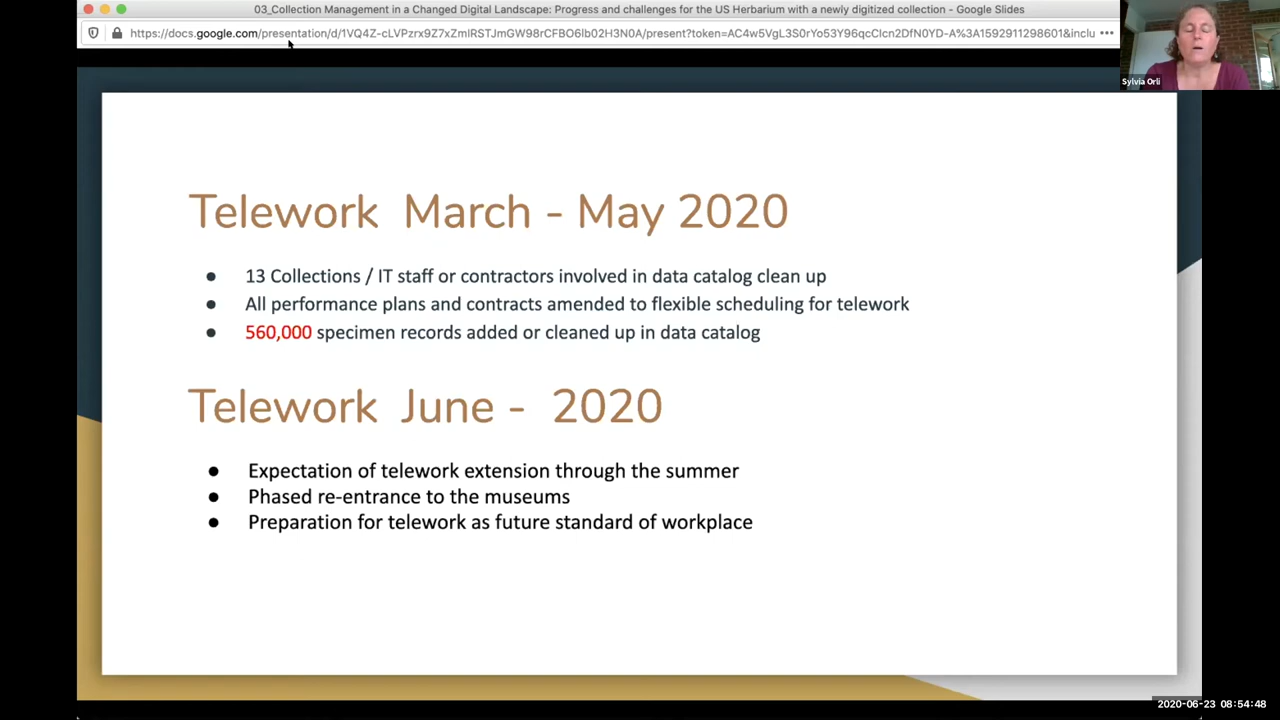 03_Collection Management in a Changed Digital Landscape: Progress and challenges for the US Herbarium with a newly digitized collection - Google Slides
https://docs.google.com/presentation/d/1VQ4Z-cLVPzrx9Z7xZmIRSTJmGW98rCFBO6lb02H3N0A/present?token=AC4w5VgL3S0rYo53Y96qcClcn2DfN0YD-A%3A1592911298601&inclu
Sylvia Orli
Telework March - May 2020
● 13 Collections / IT staff or contractors involved in data catalog clean up
● All performance plans and contracts amended to flexible scheduling for telework
● 560,000 specimen records added or cleaned up in data catalog
Telework June - 2020
● Expectation of telework extension through the summer
● Phased re-entrance to the museums
● Preparation for telework as future standard of workplace
2020-06-23 08:54:48